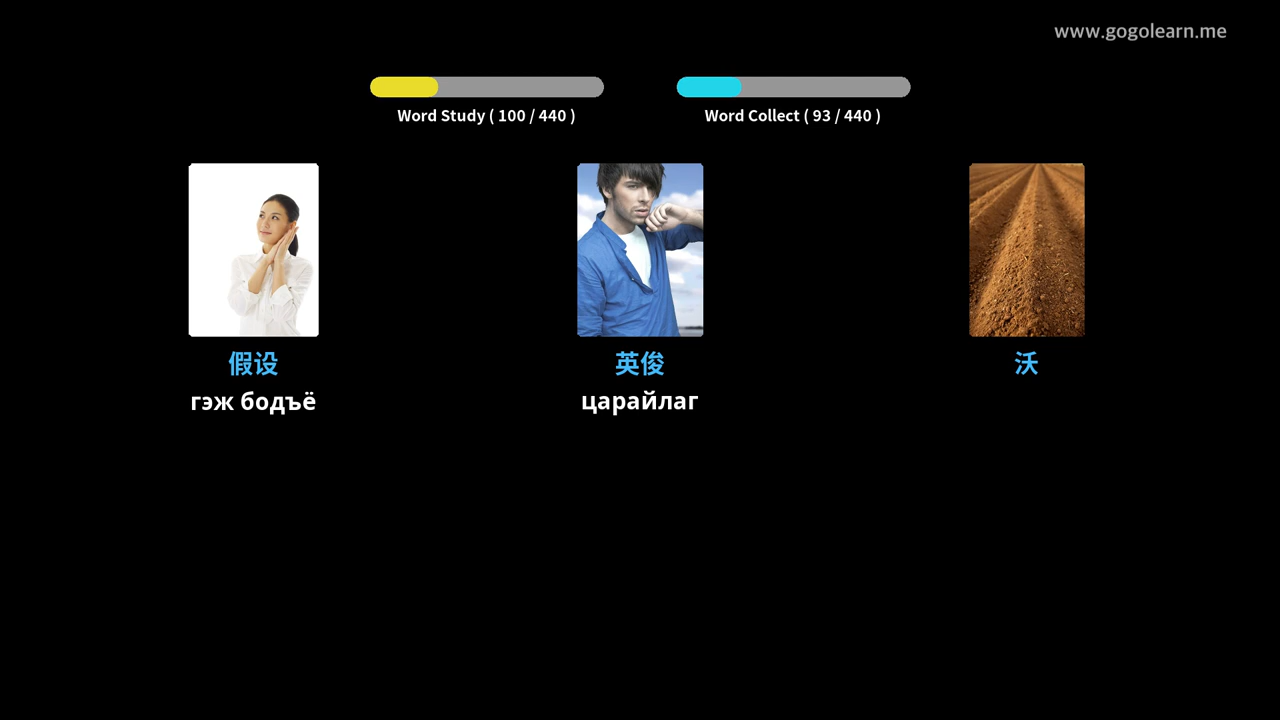 www.gogolearn.me
Word Study ( 100 / 440 )
Word Collect ( 93 / 440 )
假设
英俊
沃
гэж бодъё
царайлаг